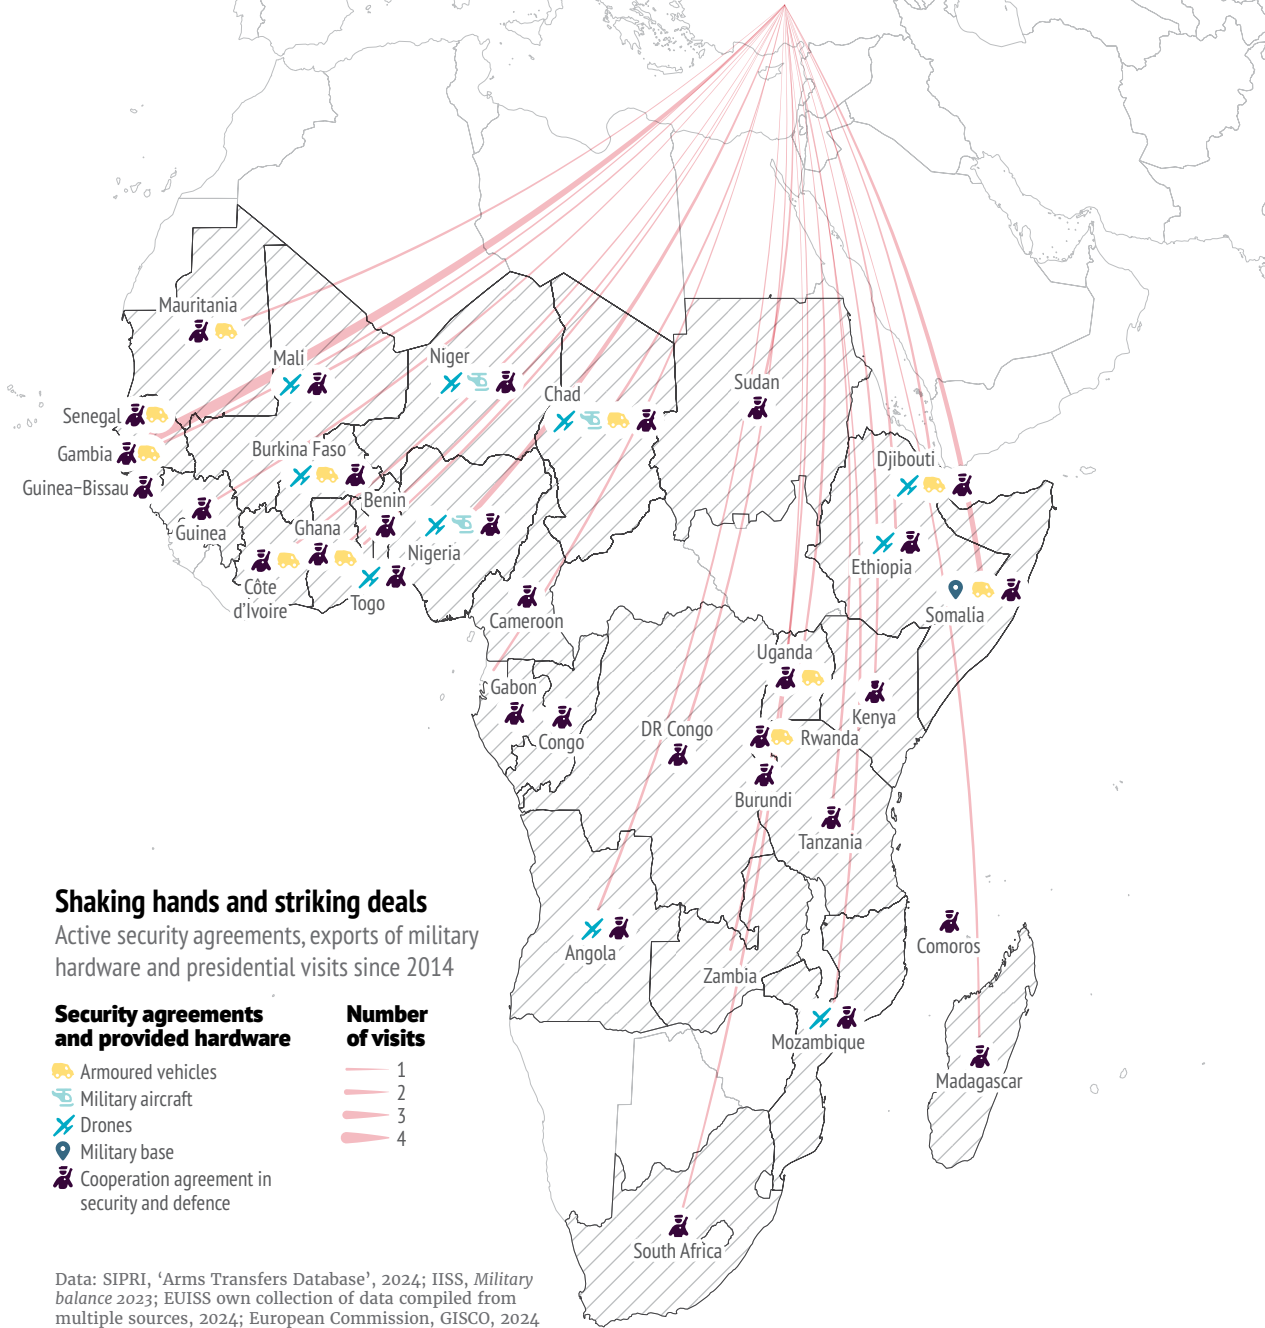 Mauritania
Mali
Niger
Chad
Sudan
Senegal
Gambia
Guinea–Bissau
Guinea
Burkina Faso
Benin
Ghana
Nigeria
Côte
d'Ivoire
Togo
Cameroon
Djibouti
Ethiopia
Somalia
Uganda
Gabon
Congo
DR Congo
Kenya
Rwanda
Burundi
Tanzania
Angola
Zambia
Comoros
Mozambique
Madagascar
South Africa
Shaking hands and striking deals
Active security agreements, exports of military
hardware and presidential visits since 2014
Security agreements
and provided hardware
Armoured vehicles
Military aircraft
Drones
Military base
Cooperation agreement in
security and defence
Number
of visits
1
2
3
4
Data: SIPRI, ‘Arms Transfers Database’, 2024; IISS, Military
balance 2023; EUISS own collection of data compiled from
multiple sources, 2024; European Commission, GISCO, 2024